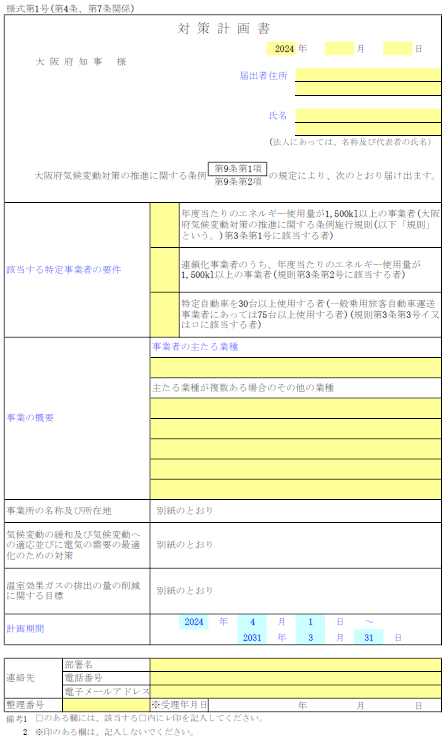 様式第1号(第4条、第7条関係)
対策計画書
2024 年 月 日
大阪府知事 様
届出者住所
氏名
(法人にあっては、名称及び代表者の氏名)
大阪府気候変動対策の推進に関する条例 第9条第1項 第9条第2項 の規定により、次のとおり届け出ます。
該当する特定事業者の要件
年度当たりのエネルギー使用量が1,500kl以上の事業者(大阪
府気候変動対策の推進に関する条例施行規則(以下「規則」
という。)第3条第1号に該当する者)
連鎖化事業者のうち、年度当たりのエネルギー使用量が
1,500kl以上の事業者(規則第3条第2号に該当する者)
特定自動車を30台以上使用する者(一般乗用旅客自動車運送
事業者にあっては75台以上使用する者)(規則第3条第3号イ又
はロに該当する者)
事業の概要
事業者の主たる業種
主たる業種が複数ある場合のその他の業種
事業所の名称及び所在地 別紙のとおり
気候変動の緩和及び気候変動へ
の適応並びに電気の需要の最適
化のための対策
別紙のとおり
温室効果ガスの排出の量の削減
に関する目標
別紙のとおり
計画期間
2024 年 4 月 1 日 ~
2031 年 3 月 31 日
連絡先
部署名
電話番号
電子メールアドレス
整理番号 ※受理年月日 年 月 日
備考1 □のある欄には、該当する□内にレ印を記入してください。
2 ※印のある欄は、記入しないでください。